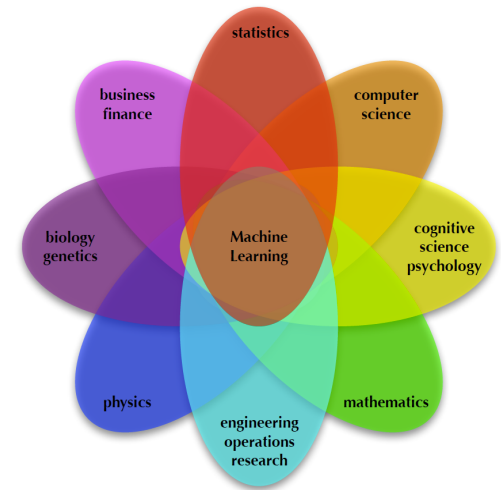 statistics
business
finance
computer
science
biology
genetics
Machine
Learning
cognitive
science
psychology
physics
mathematics
engineering
operations
research